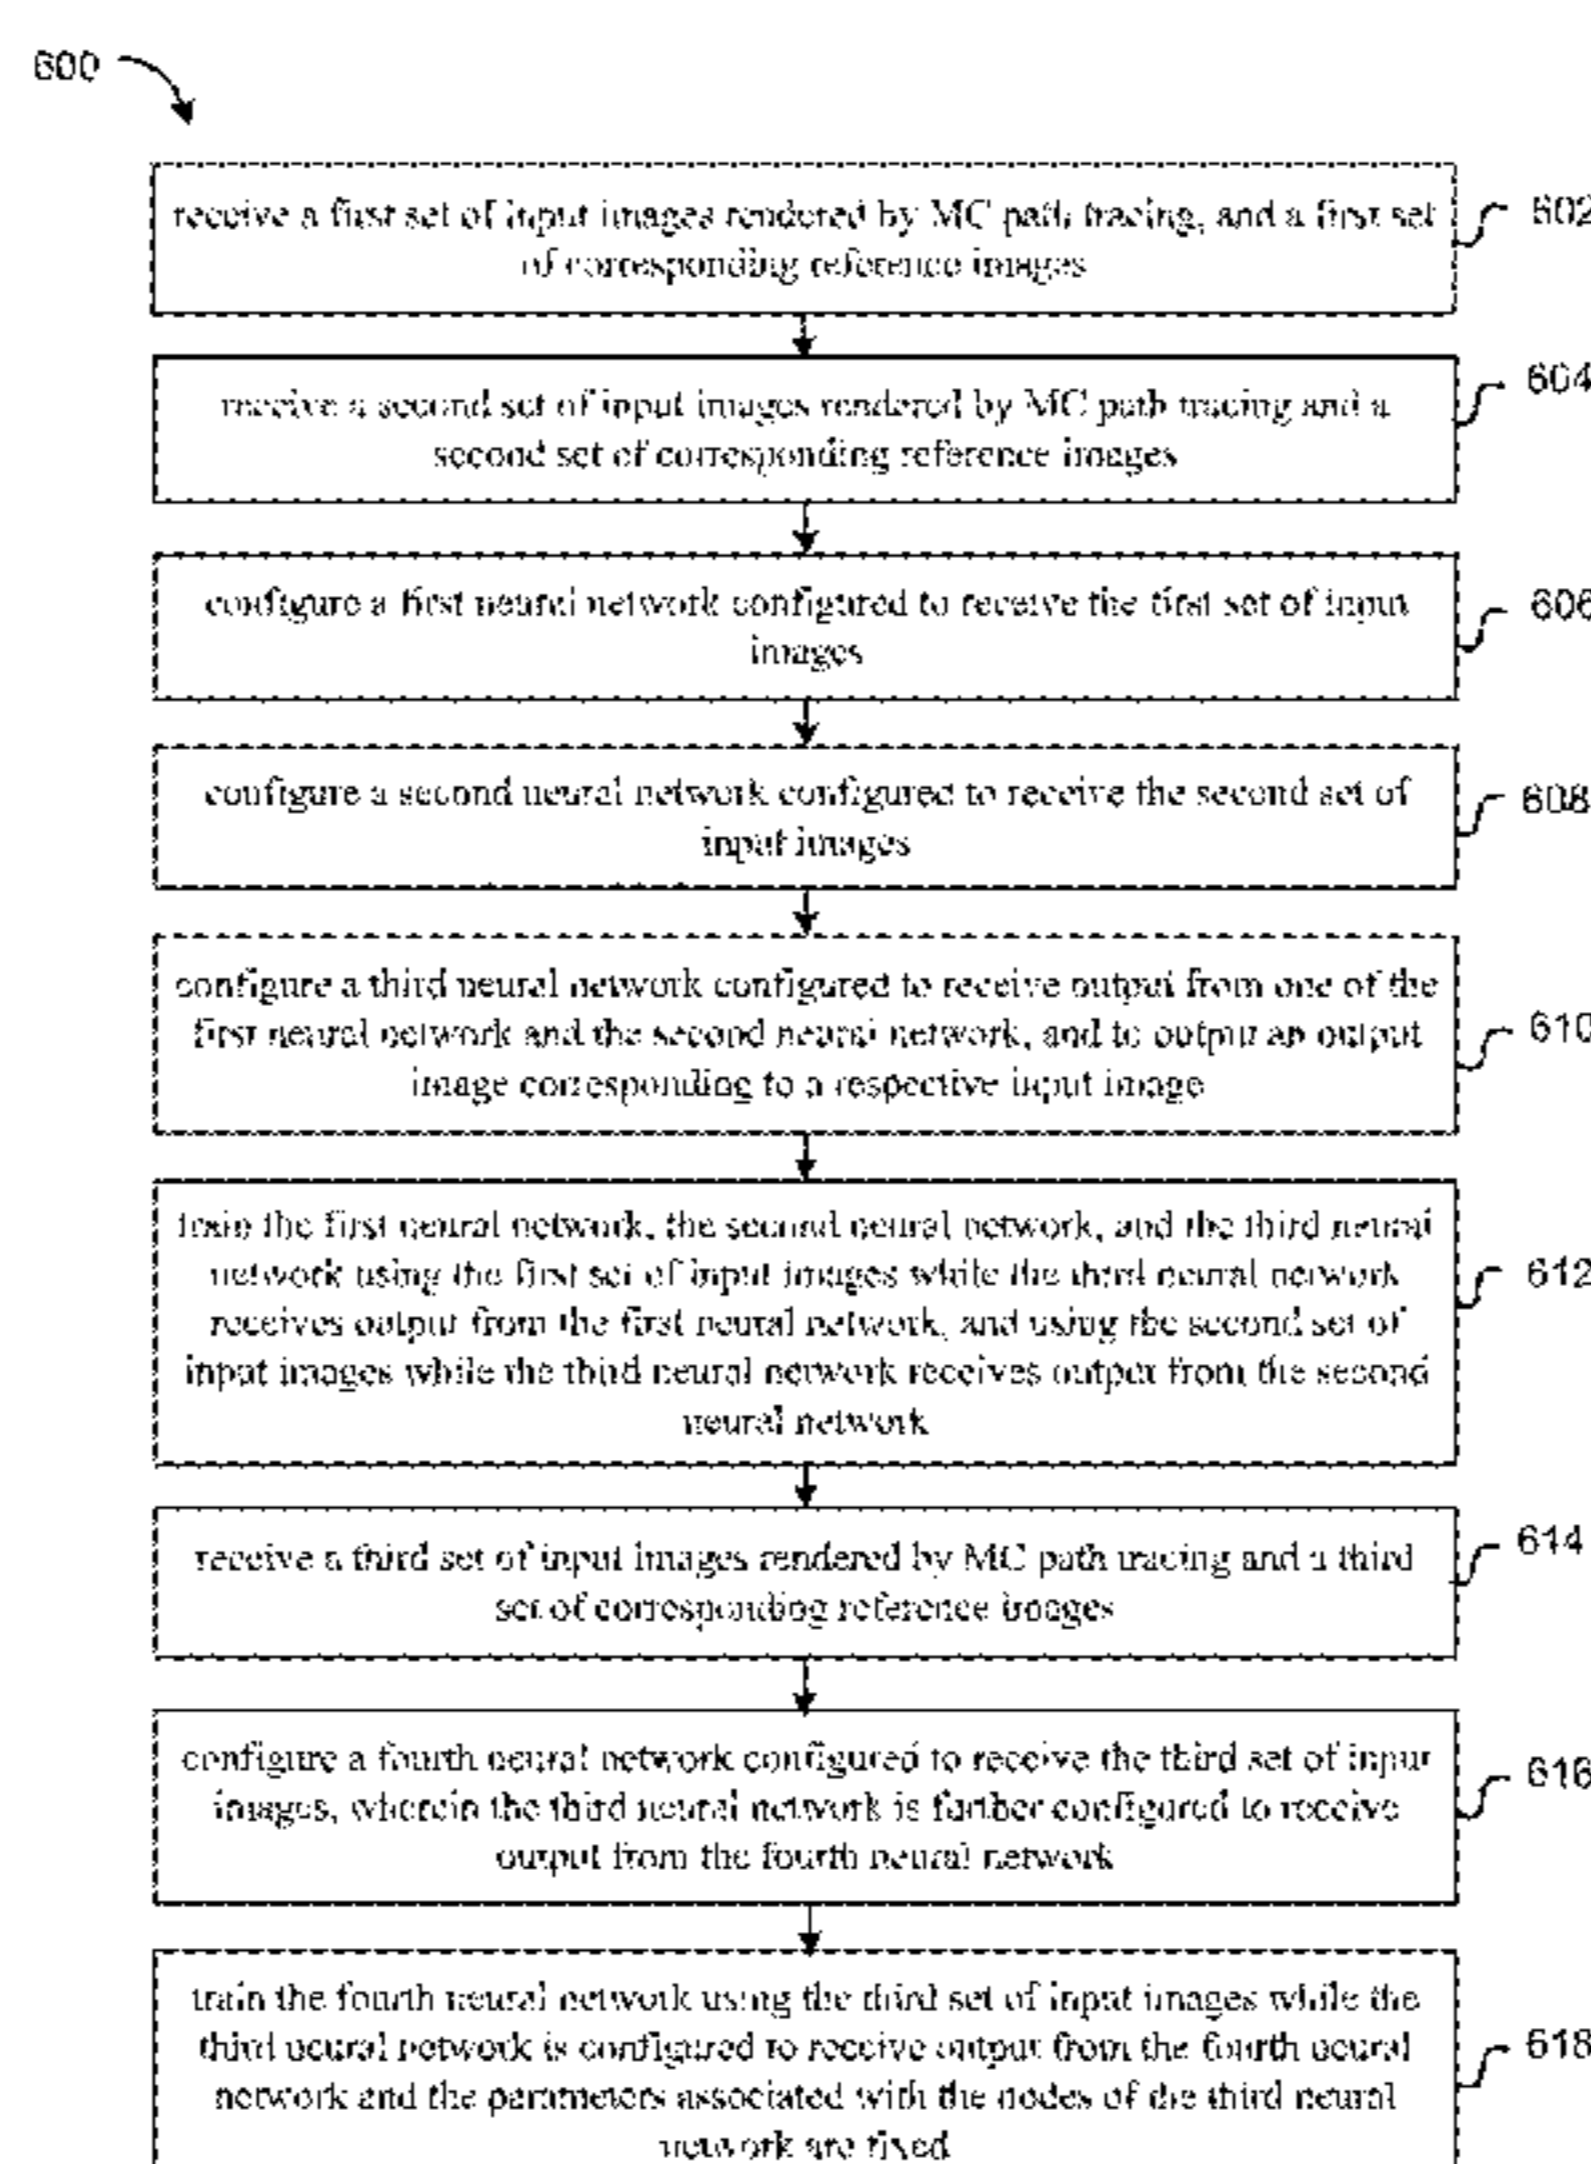 600
receive a first set of input images rendered by MC path tracing, and a first set
of corresponding reference images
602
receive a second set of input images rendered by MC path tracing and a
second set of corresponding reference images
604
configure a first neural network configured to receive the first set of input
images
606
configure a second neural network configured to receive the second set of
input images
608
configure a third neural network configured to receive output from one of the
first neural network and the second neural network, and to output an output
image corresponding to a respective input image
610
train the first neural network, the second neural network, and the third neural
network using the first set of input images while the third neural network
receives output from the first neural network, and using the second set of
input images while the third neural network receives output from the second
neural network
612
receive a third set of input images rendered by MC path tracing and a third
set of corresponding reference images
614
configure a fourth neural network configured to receive the third set of input
images, wherein the third neural network is further configured to receive
output from the fourth neural network
616
train the fourth neural network using the third set of input images while the
third neural network is configured to receive output from the fourth neural
network and the parameters associated with the nodes of the third neural
network are fixed
618